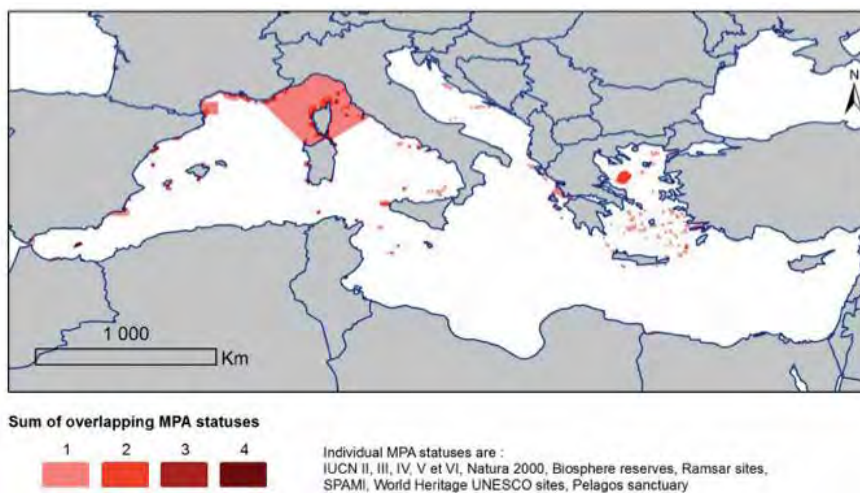 N
1 000
Km
Sum of overlapping MPA statuses
1 2 3 4
Individual MPA statuses are :
IUCN II, III, IV, V et VI, Natura 2000, Biosphere reserves, Ramsar sites,
SPAMI, World Heritage UNESCO sites, Pelagos sanctuary